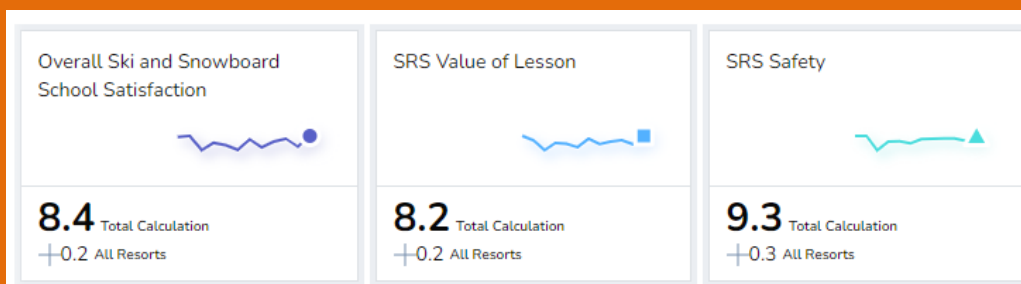 Overall Ski and Snowboard
School Satisfaction
8.4 Total Calculation
+0.2 All Resorts
SRS Value of Lesson
8.2 Total Calculation
+0.2 All Resorts
SRS Safety
9.3 Total Calculation
+0.3 All Resorts